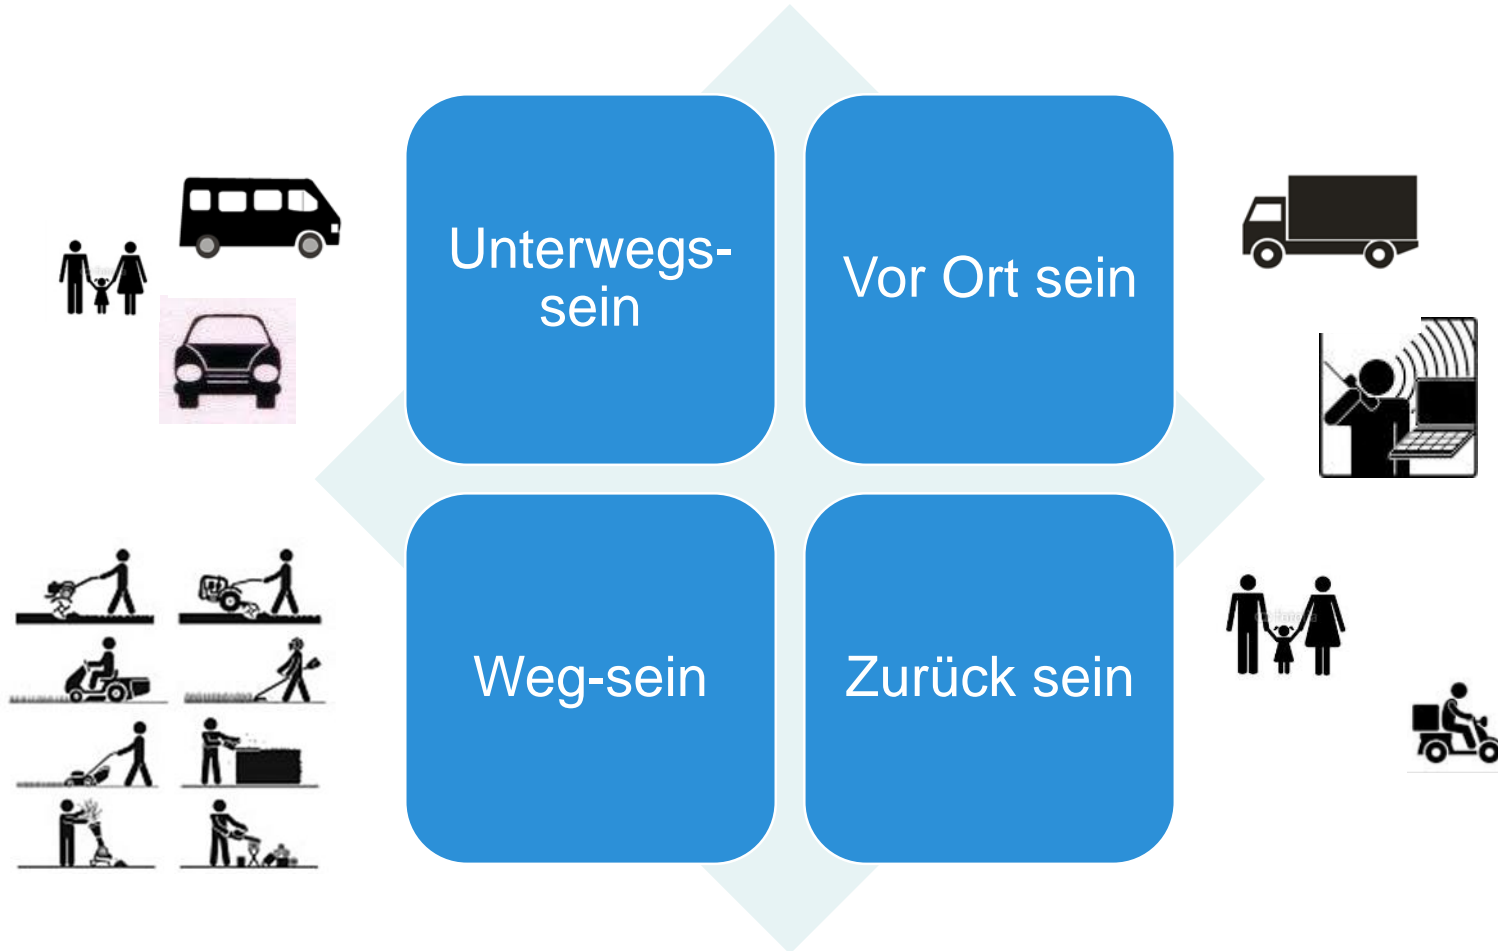 Unterwegs-
sein
Vor Ort sein
Weg-sein
Zurück sein